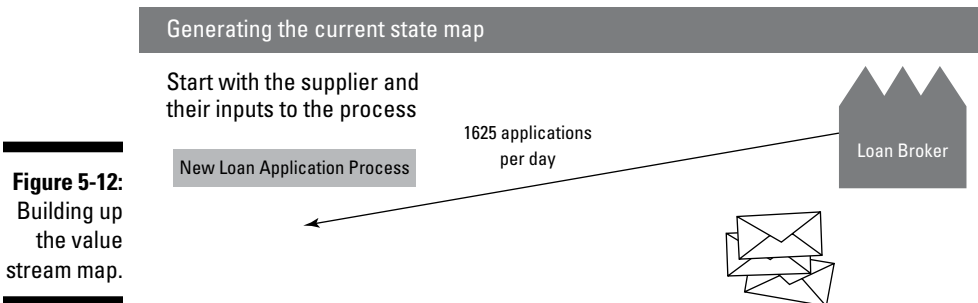 Generating the current state map
Start with the supplier and
their inputs to the process
1625 applications
per day
New Loan Application Process
Loan Broker
Figure 5-12:
Building up
the value
stream map.